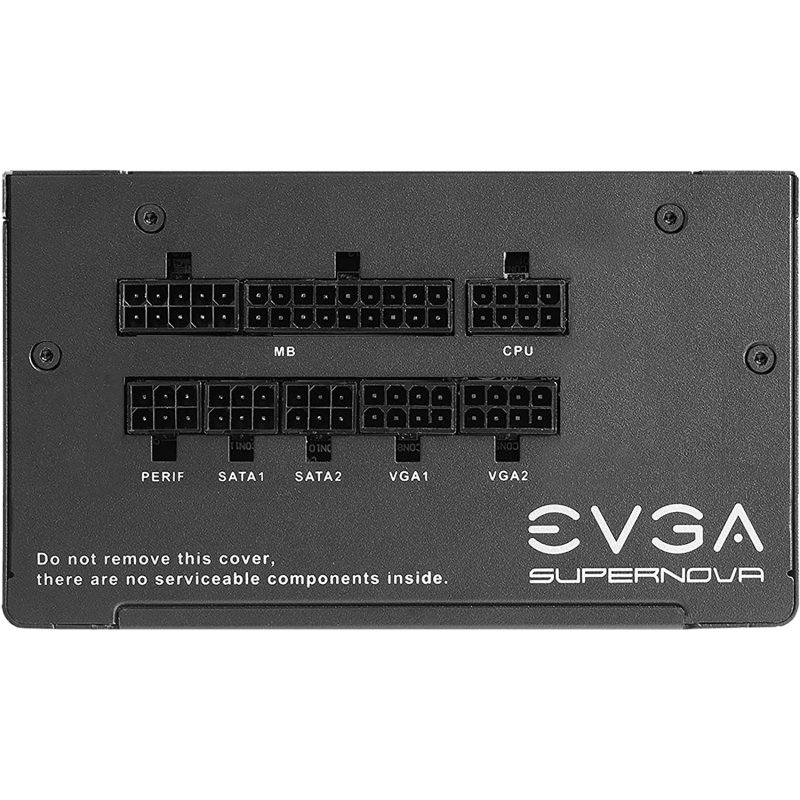 MB CPU
PERIF SATA1 SATA2 VGA1 VGA2
EVGA
SUPERNOVA
Do not remove this cover,
there are no serviceable components inside.